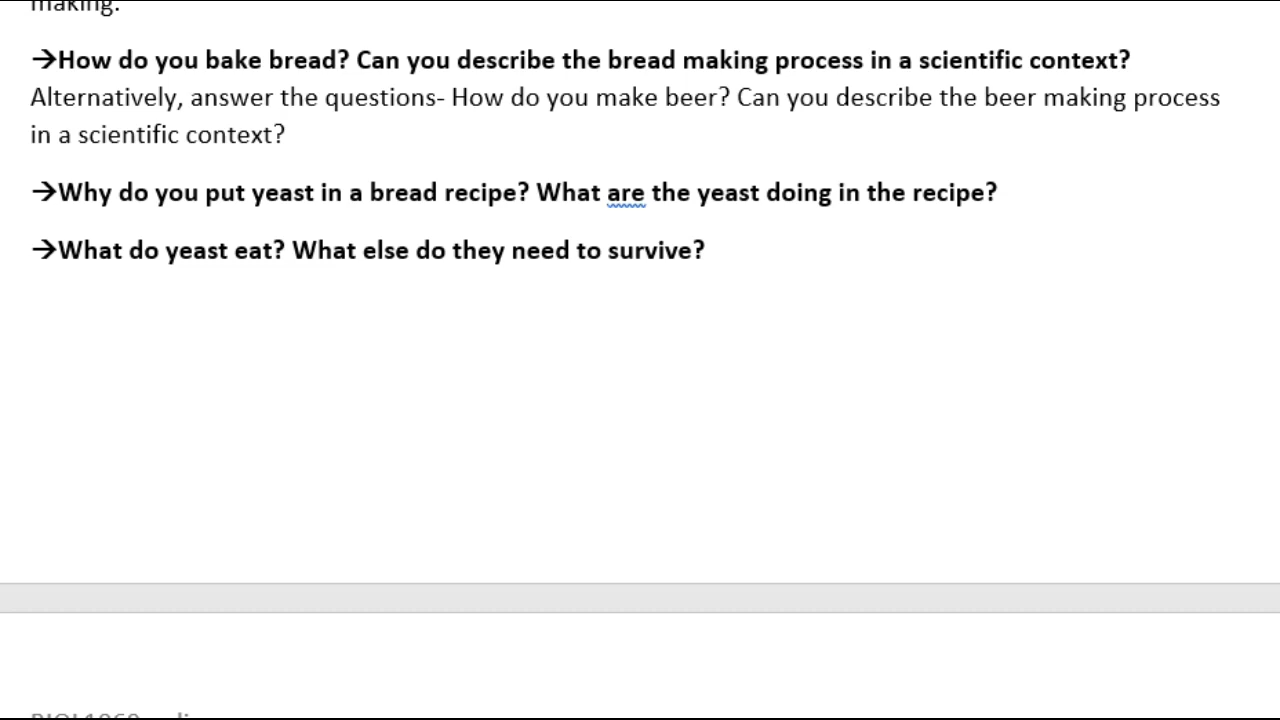 making.
→How do you bake bread? Can you describe the bread making process in a scientific context?
Alternatively, answer the questions- How do you make beer? Can you describe the beer making process
in a scientific context?
→Why do you put yeast in a bread recipe? What are the yeast doing in the recipe?
→What do yeast eat? What else do they need to survive?